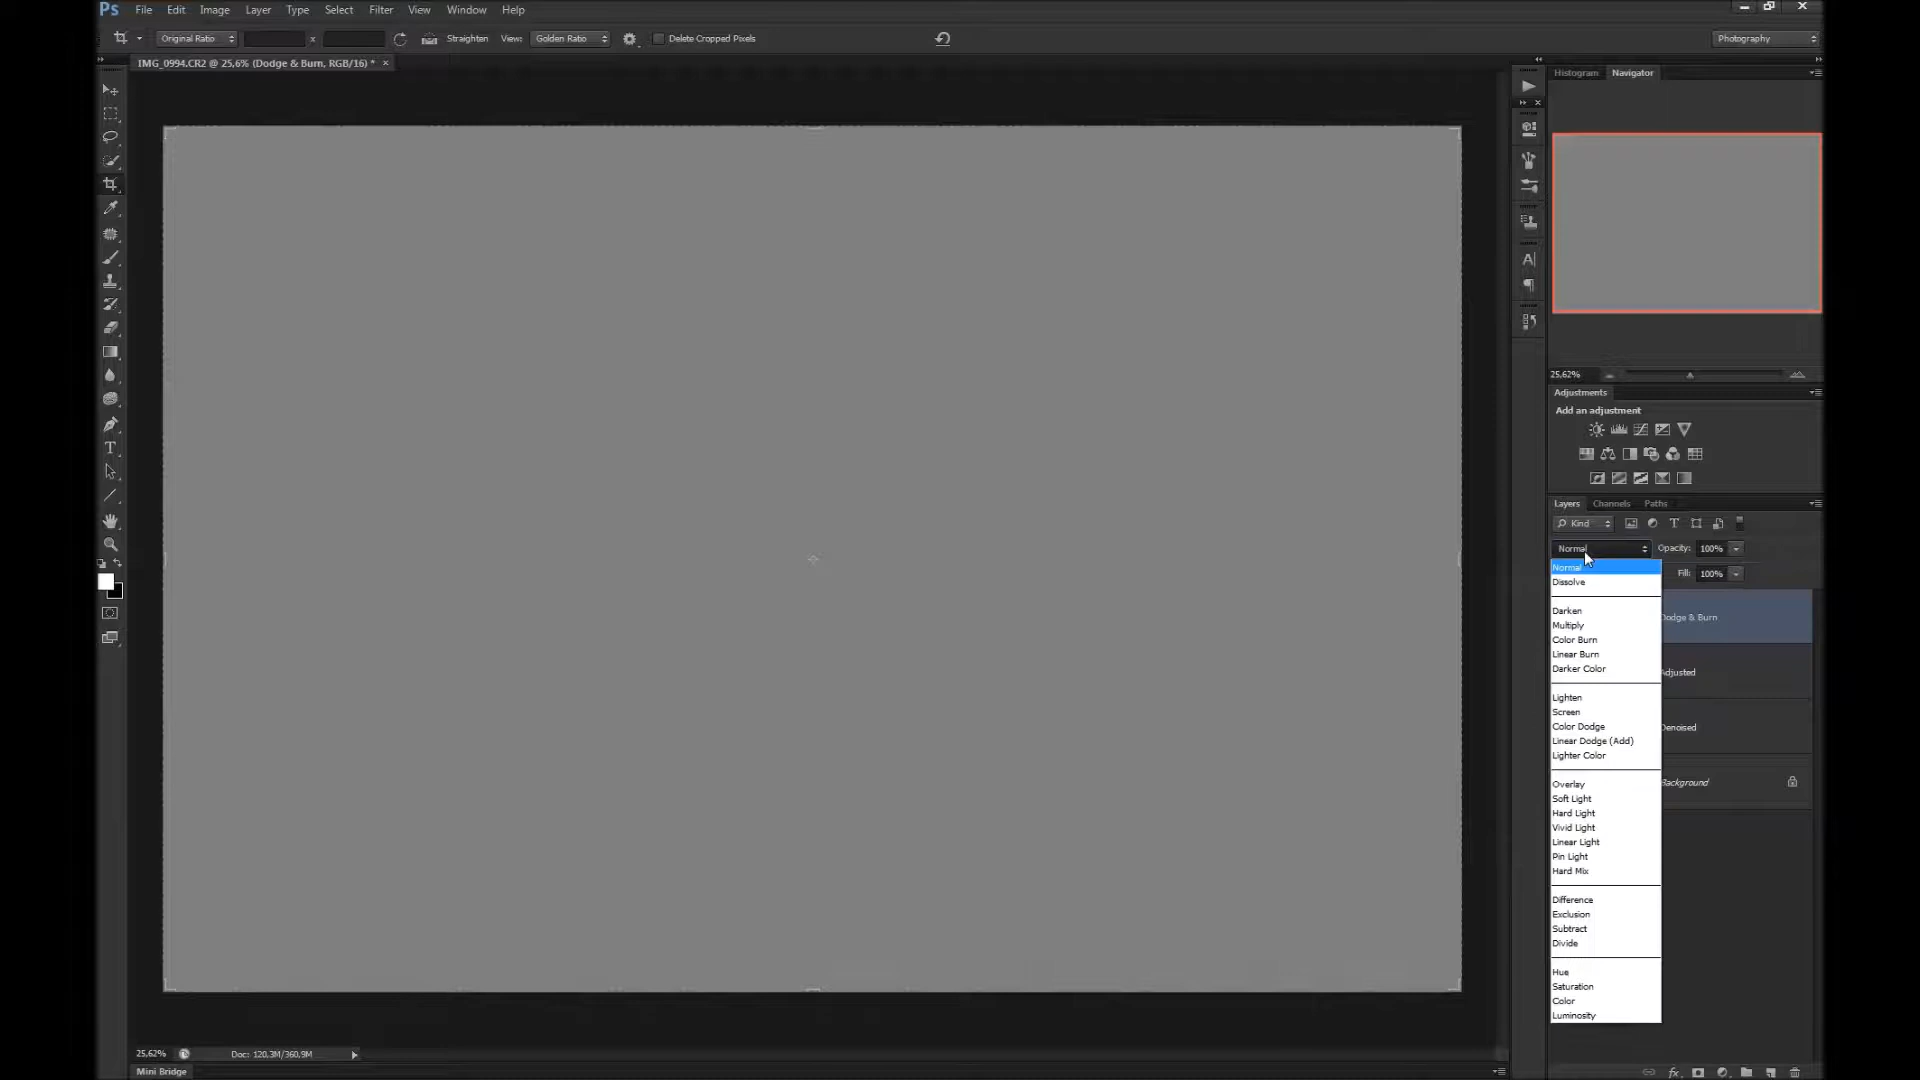 Ps File Edit Image Layer Type Select Filter View Window Help
Original Ratio x Straighten View: Golden Ratio Delete Cropped Pixels Photography
IMG_0994.CR2 @ 25,6% (Dodge & Burn, RGB/16) * ×
Histogram Navigator
25,62%
Adjustments
Add an adjustment
Layers Channels Paths
Kind
Normal Opacity: 100%
Normal Fill: 100%
Dissolve
Darken
Dodge & Burn
Multiply
Color Burn
Linear Burn
Darker Color
Adjusted
Lighten
Screen
Color Dodge
Denoised
Linear Dodge (Add)
Lighter Color
Overlay
Background
Soft Light
Hard Light
Vivid Light
Linear Light
Pin Light
Hard Mix
Difference
Exclusion
Subtract
Divide
Hue
Saturation
Color
Luminosity
25,62% Doc: 120,3M/360,9M
Mini Bridge